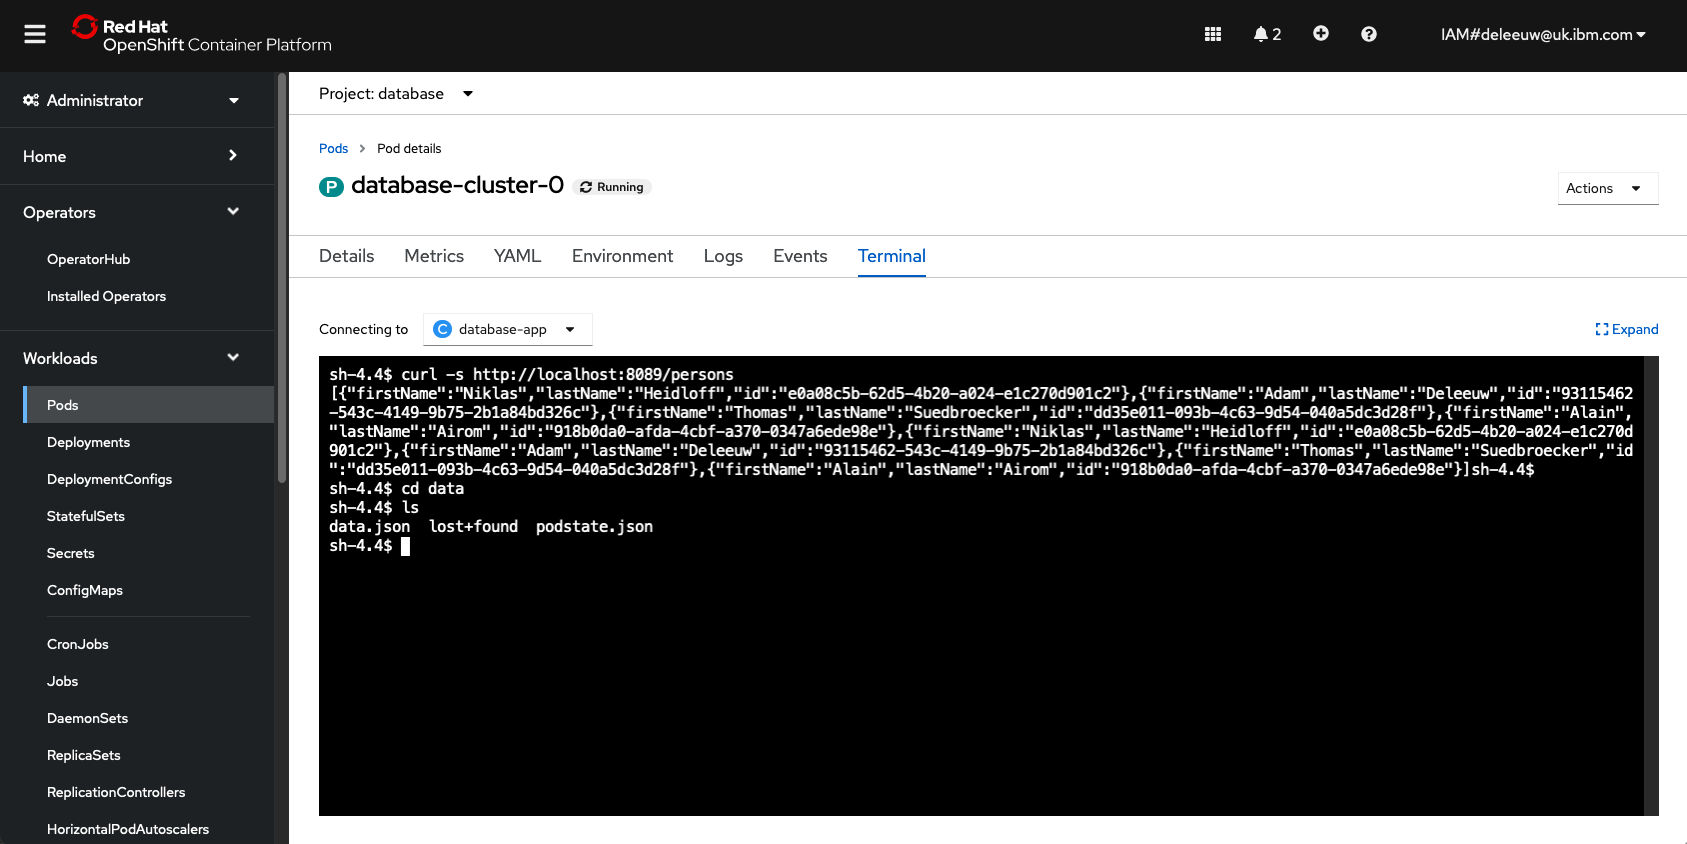 Red Hat
OpenShift Container Platform
2
IAM#deleeuw@uk.ibm.com
Administrator
Home
Operators
OperatorHub
Installed Operators
Workloads
Pods
Deployments
DeploymentConfigs
StatefulSets
Secrets
ConfigMaps
CronJobs
Jobs
DaemonSets
ReplicaSets
ReplicationControllers
HorizontalPodAutoscalers
Project: database
Pods > Pod details
P database-cluster-0 Running
Actions
Details Metrics YAML Environment Logs Events Terminal
Connecting to C database-app
Expand
sh-4.4$ curl -s http://localhost:8089/persons
[{"firstName":"Niklas","lastName":"Heidloff","id":"e0a08c5b-62d5-4b20-a024-e1c270d901c2"},{"firstName":"Adam","lastName":"Deleeuw","id":"93115462
-543c-4149-9b75-2b1a84bd326c"},{"firstName":"Thomas","lastName":"Suedbroecker","id":"dd35e011-093b-4c63-9d54-040a5dc3d28f"},{"firstName":"Alain",
"lastName":"Airom","id":"918b0da0-afda-4cbf-a370-0347a6ede98e"},{"firstName":"Niklas","lastName":"Heidloff","id":"e0a08c5b-62d5-4b20-a024-e1c270d
901c2"},{"firstName":"Adam","lastName":"Deleeuw","id":"93115462-543c-4149-9b75-2b1a84bd326c"},{"firstName":"Thomas","lastName":"Suedbroecker","id
":"dd35e011-093b-4c63-9d54-040a5dc3d28f"},{"firstName":"Alain","lastName":"Airom","id":"918b0da0-afda-4cbf-a370-0347a6ede98e"}]sh-4.4$
sh-4.4$ cd data
sh-4.4$ ls
data.json  lost+found  podstate.json
sh-4.4$